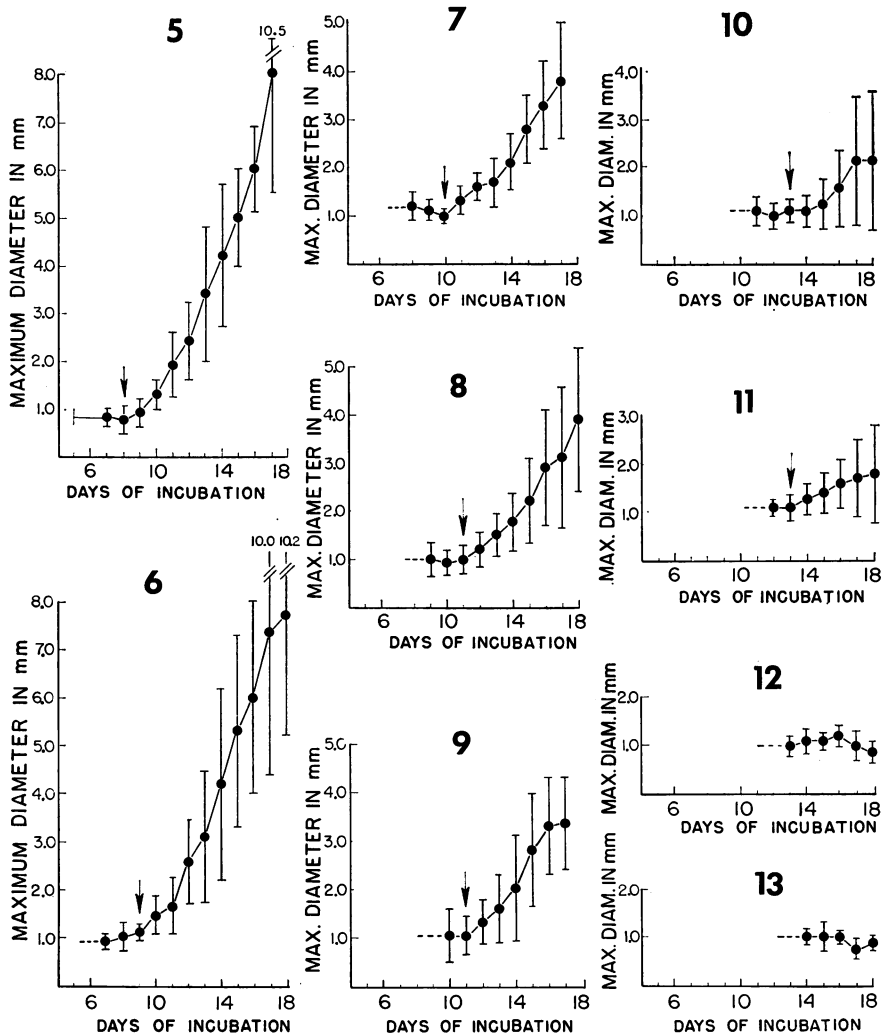 5
10.5
MAXIMUM DIAMETER IN mm
8.0
7.0
6.0
5.0
4.0
3.0
2.0
1.0
6 10 14 18
DAYS OF INCUBATION
6
10.0 10.2
MAXIMUM DIAMETER IN mm
8.0
7.0
6.0
5.0
4.0
3.0
2.0
1.0
6 10 14 18
DAYS OF INCUBATION
7
MAX. DIAMETER IN mm
5.0
4.0
3.0
2.0
1.0
6 10 14 18
DAYS OF INCUBATION
8
MAX. DIAMETER IN mm
5.0
4.0
3.0
2.0
1.0
6 10 14 18
DAYS OF INCUBATION
9
MAX. DIAMETER IN mm
5.0
4.0
3.0
2.0
1.0
6 10 14 18
DAYS OF INCUBATION
10
MAX. DIAM. IN MM
4.0
3.0
2.0
1.0
6 10 14 18
DAYS OF INCUBATION
11
MAX. DIAM. IN mm
3.0
2.0
1.0
6 10 14 18
DAYS OF INCUBATION
12
MAX. DIAM. IN mm
2.0
1.0
6 10 14 18
DAYS OF INCUBATION
13
MAX. DIAM. IN mm
2.0
1.0
6 10 14 18
DAYS OF INCUBATION